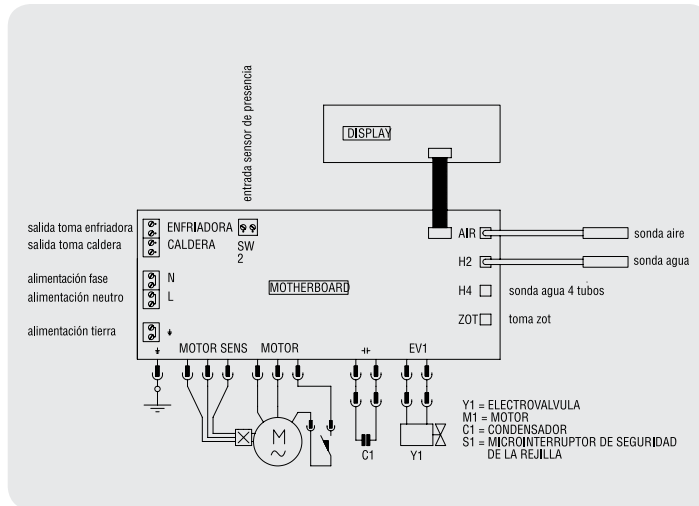 entrada sensor de presencia
DISPLAY
salida toma enfriadora
ENFRIADORA
salida toma caldera
CALDERA
SW
2
AIR
sonda aire
H2
sonda agua
alimentación fase
N
alimentación neutro
L
MOTHERBOARD
H4
sonda agua 4 tubos
ZOT
toma zot
alimentación tierra
MOTOR SENS
MOTOR
EV1
M
~
C1
Y1
Y1 = ELECTROVALVULA
M1 = MOTOR
C1 = CONDENSADOR
S1 = MICROINTERRUPTOR DE SEGURIDAD
DE LA REJILLA